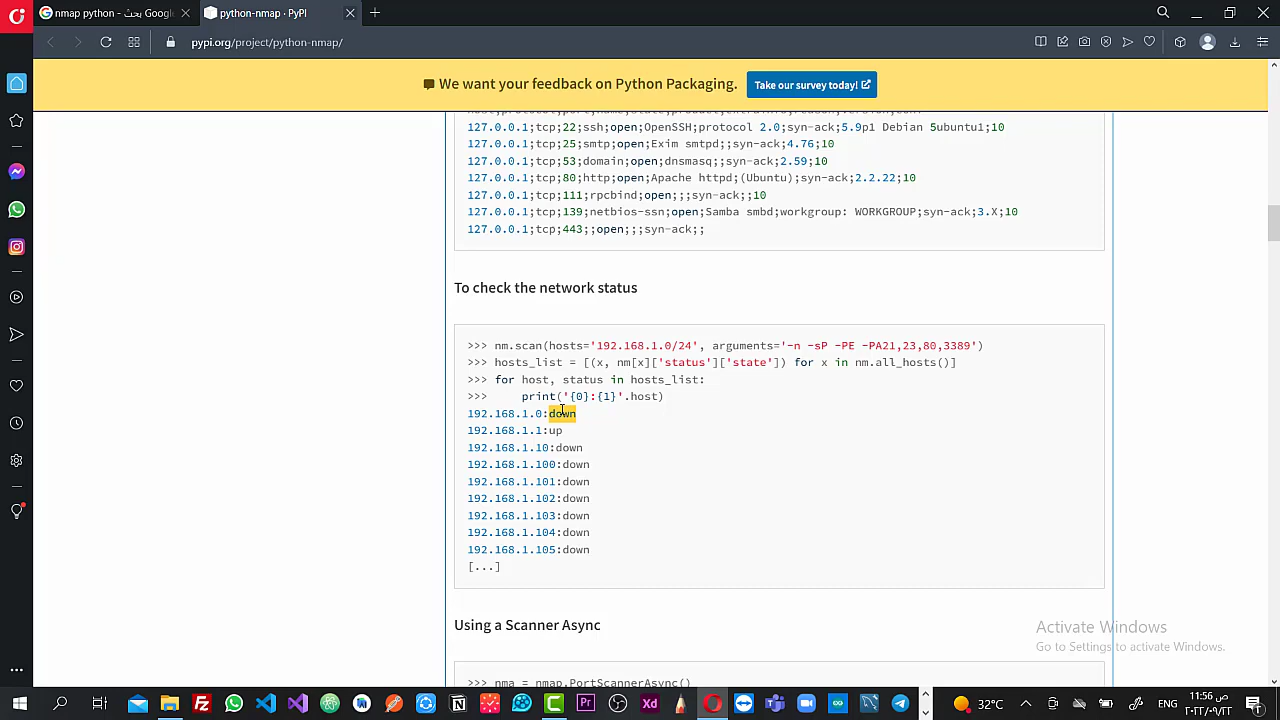 nmap python - بحث Google
python-nmap · PyPI
pypi.org/project/python-nmap/
We want your feedback on Python Packaging.
Take our survey today!
127.0.0.1;tcp;22;ssh;open;OpenSSH;protocol 2.0;syn-ack;5.9p1 Debian 5ubuntu1;10
127.0.0.1;tcp;25;smtp;open;Exim smtpd;;syn-ack;4.76;10
127.0.0.1;tcp;53;domain;open;dnsmasq;;syn-ack;2.59;10
127.0.0.1;tcp;80;http;open;Apache httpd;(Ubuntu);syn-ack;2.2.22;10
127.0.0.1;tcp;111;rpcbind;open;;;syn-ack;;10
127.0.0.1;tcp;139;netbios-ssn;open;Samba smbd;workgroup: WORKGROUP;syn-ack;3.X;10
127.0.0.1;tcp;443;;open;;;syn-ack;;
To check the network status
>>> nm.scan(hosts='192.168.1.0/24', arguments='-n -sP -PE -PA21,23,80,3389')
>>> hosts_list = [(x, nm[x]['status']['state']) for x in nm.all_hosts()]
>>> for host, status in hosts_list:
>>>     print('{0}:{1}'.host)
192.168.1.0:down
192.168.1.1:up
192.168.1.10:down
192.168.1.100:down
192.168.1.101:down
192.168.1.102:down
192.168.1.103:down
192.168.1.104:down
192.168.1.105:down
[...]
Using a Scanner Async
>>> nma = nmap.PortScannerAsync()
Activate Windows
Go to Settings to activate Windows.
32°C
11:56 ص